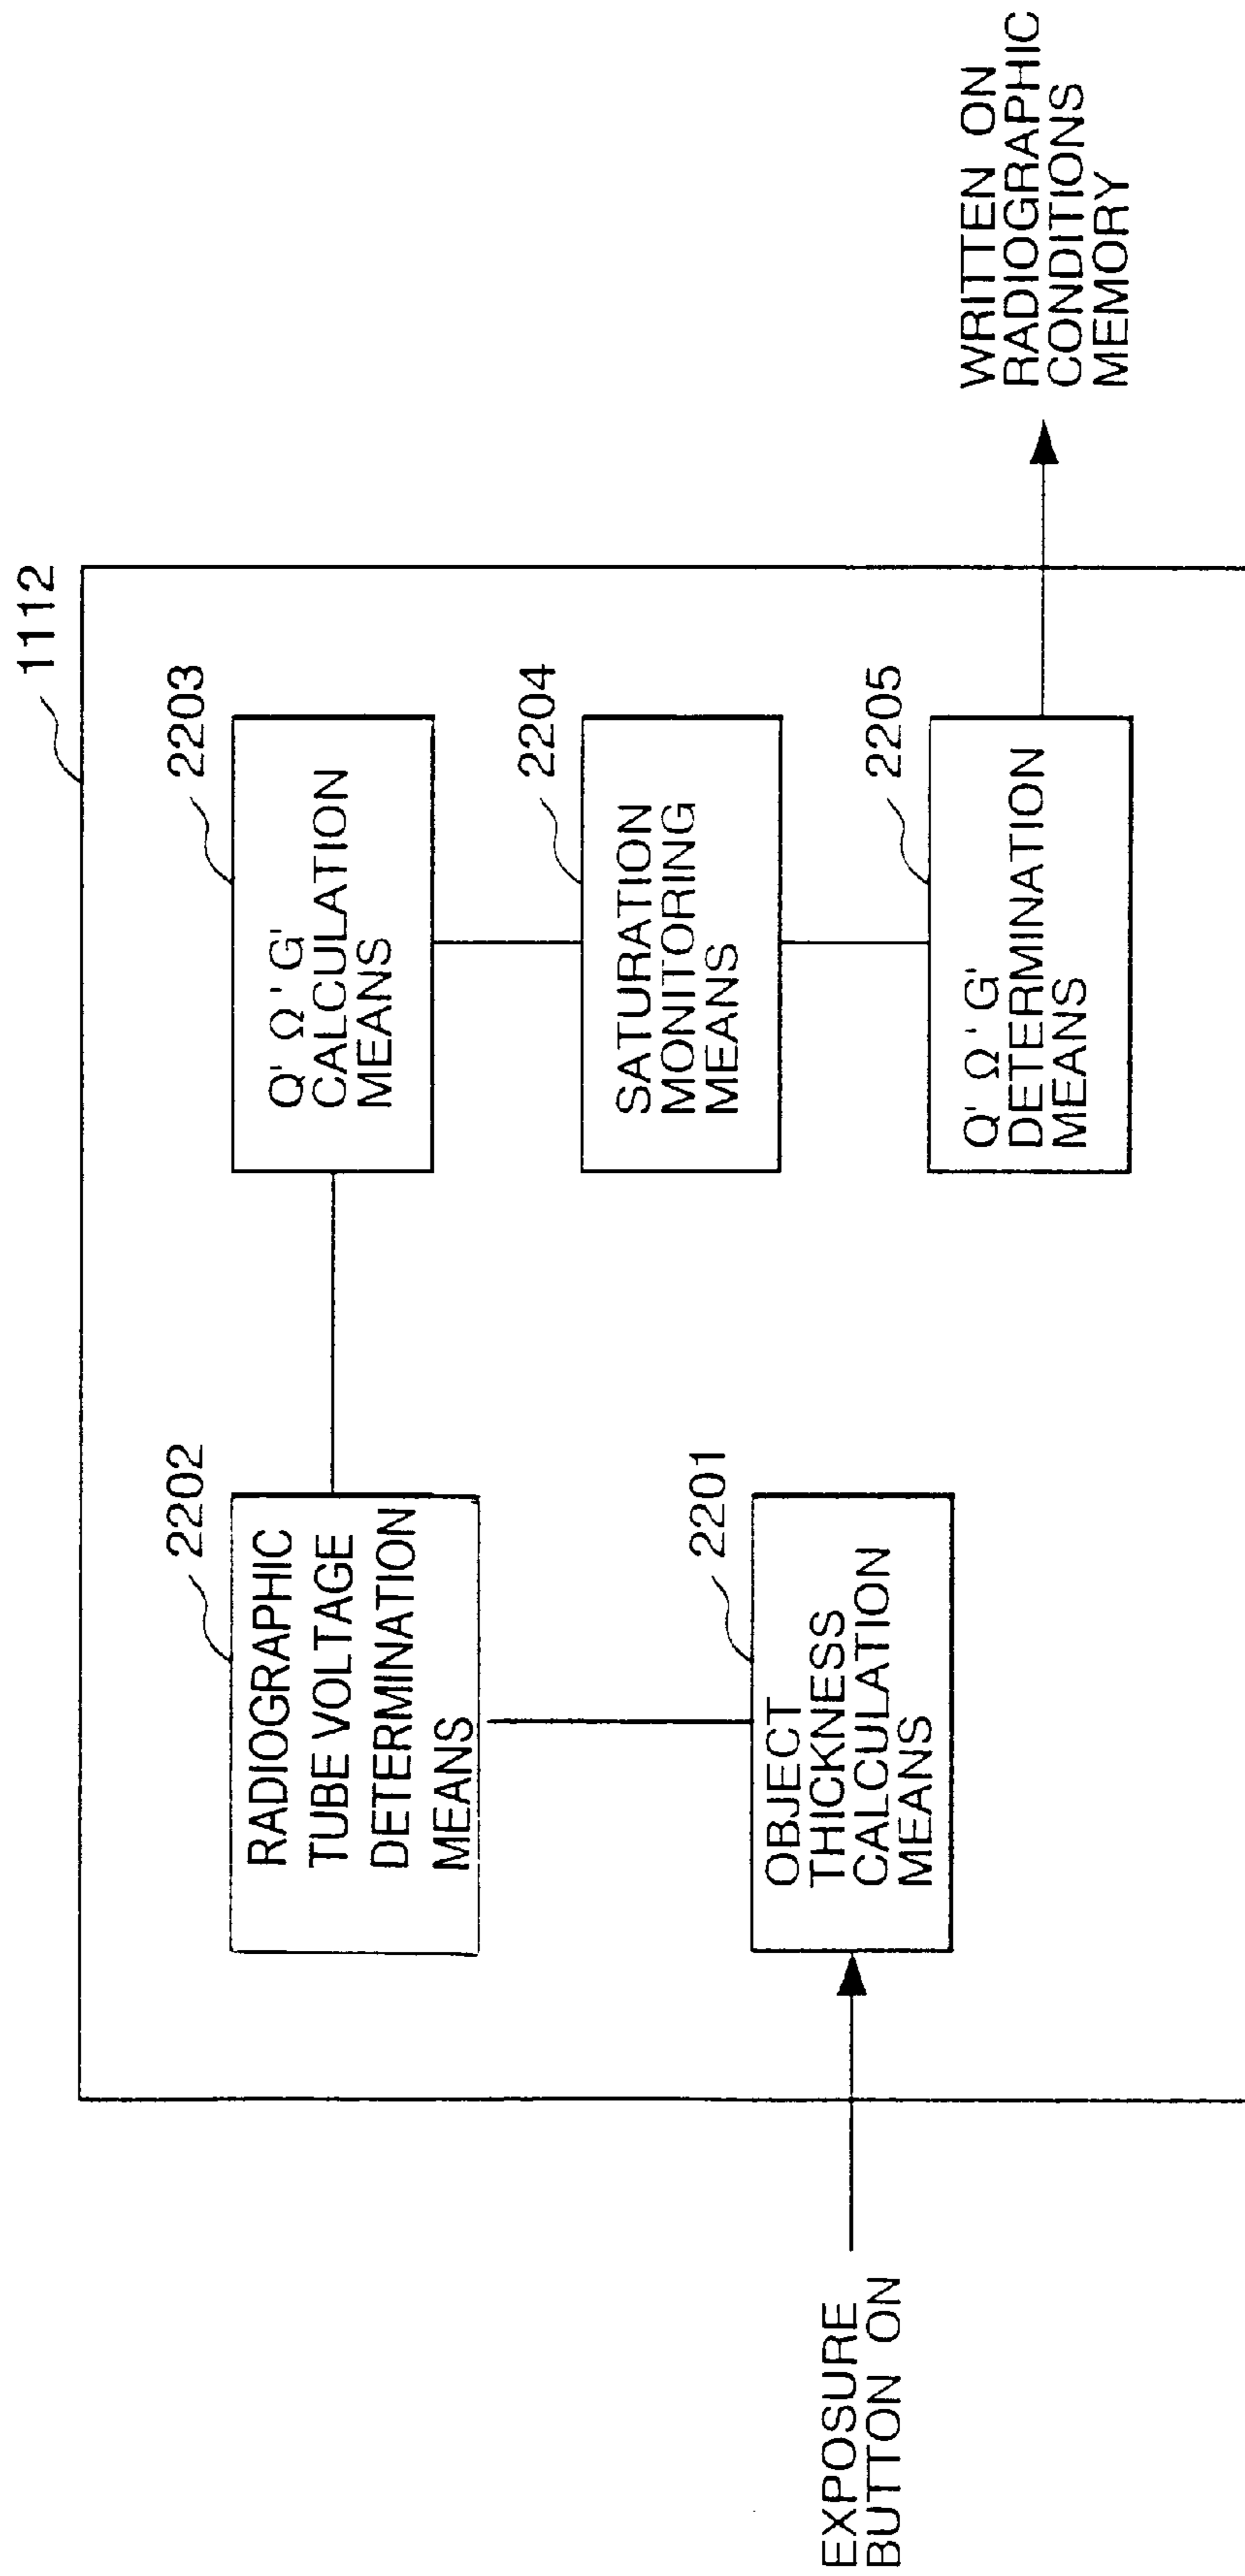 1112
2202
RADIOGRAPHIC
TUBE VOLTAGE
DETERMINATION
MEANS
2203
Q' Ω ' G'
CALCULATION
MEANS
2201
OBJECT
THICKNESS
CALCULATION
MEANS
2204
SATURATION
MONITORING
MEANS
2205
Q' Ω ' G'
DETERMINATION
MEANS
EXPOSURE
BUTTON ON
WRITTEN ON
RADIOGRAPHIC
CONDITIONS
MEMORY